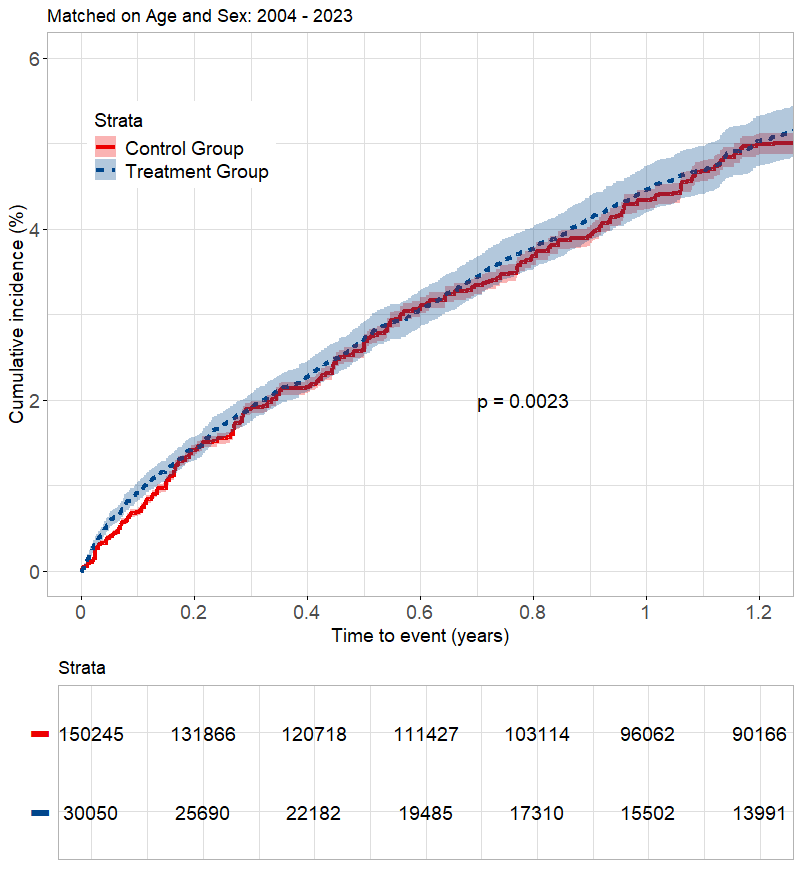 Matched on Age and Sex: 2004 - 2023
6
4
2
0
Cumulative incidence (%)
Strata
Control Group
Treatment Group
p = 0.0023
0 0.2 0.4 0.6 0.8 1 1.2
Time to event (years)
Strata
150245 131866 120718 111427 103114 96062 90166
30050 25690 22182 19485 17310 15502 13991